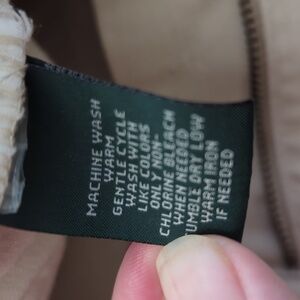 MACHINE WASH
WARM
GENTLE CYCLE
WASH WITH
LIKE COLORS
ONLY NON-
CHLORINE BLEACH
WHEN NEEDED
TUMBLE DRY LOW
WARM IRON
IF NEEDED